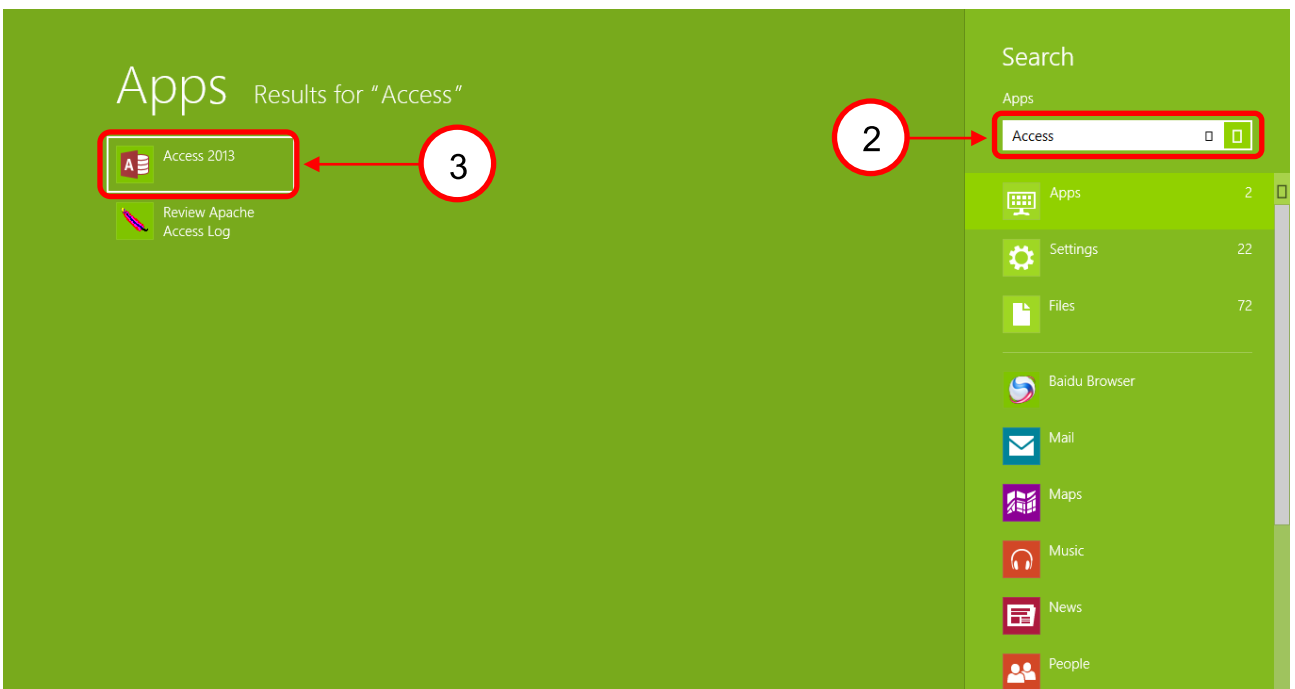 Apps Results for “Access”
Access 2013
3
Review Apache
Access Log
Search
Apps
2
Access
Apps 2
Settings 22
Files 72
Baidu Browser
Mail
Maps
Music
News
People